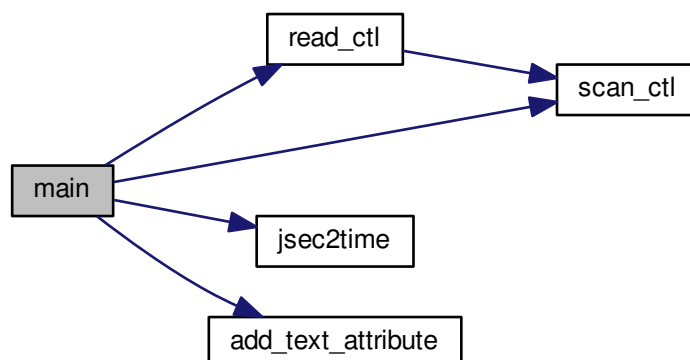 read_ctl
scan_ctl
main
jsec2time
add_text_attribute